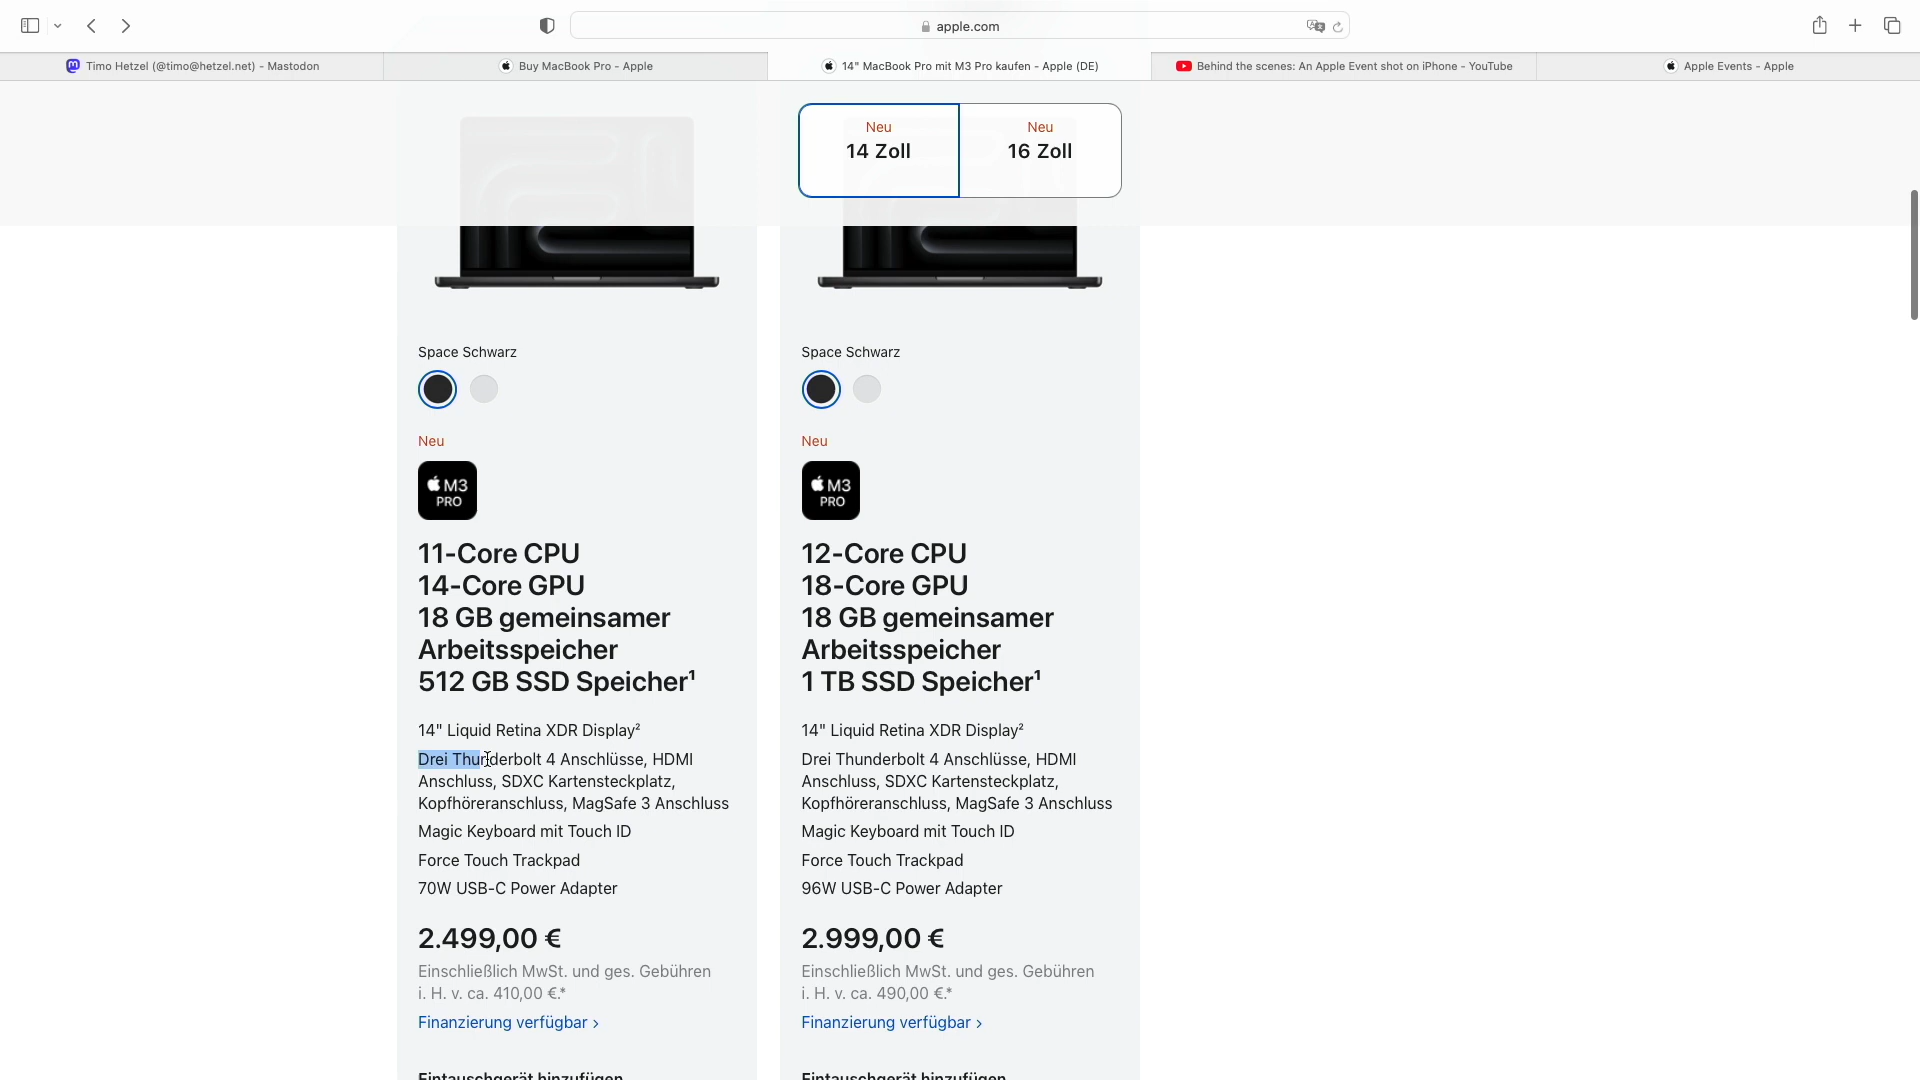 apple.com
Timo Hetzel (@timo@hetzel.net) - Mastodon
Buy MacBook Pro - Apple
14" MacBook Pro mit M3 Pro kaufen - Apple (DE)
Behind the scenes: An Apple Event shot on iPhone - YouTube
Apple Events - Apple
Neu
14 Zoll
Neu
16 Zoll
Space Schwarz
Neu
M3
PRO
11-Core CPU
14-Core GPU
18 GB gemeinsamer
Arbeitsspeicher
512 GB SSD Speicher¹
14" Liquid Retina XDR Display²
Drei Thunderbolt 4 Anschlüsse, HDMI
Anschluss, SDXC Kartensteckplatz,
Kopfhöreranschluss, MagSafe 3 Anschluss
Magic Keyboard mit Touch ID
Force Touch Trackpad
70W USB-C Power Adapter
2.499,00 €
Einschließlich MwSt. und ges. Gebühren
i. H. v. ca. 410,00 €.*
Finanzierung verfügbar >
Eintauschgerät hinzufügen
Space Schwarz
Neu
M3
PRO
12-Core CPU
18-Core GPU
18 GB gemeinsamer
Arbeitsspeicher
1 TB SSD Speicher¹
14" Liquid Retina XDR Display²
Drei Thunderbolt 4 Anschlüsse, HDMI
Anschluss, SDXC Kartensteckplatz,
Kopfhöreranschluss, MagSafe 3 Anschluss
Magic Keyboard mit Touch ID
Force Touch Trackpad
96W USB-C Power Adapter
2.999,00 €
Einschließlich MwSt. und ges. Gebühren
i. H. v. ca. 490,00 €.*
Finanzierung verfügbar >
Eintauschgerät hinzufügen